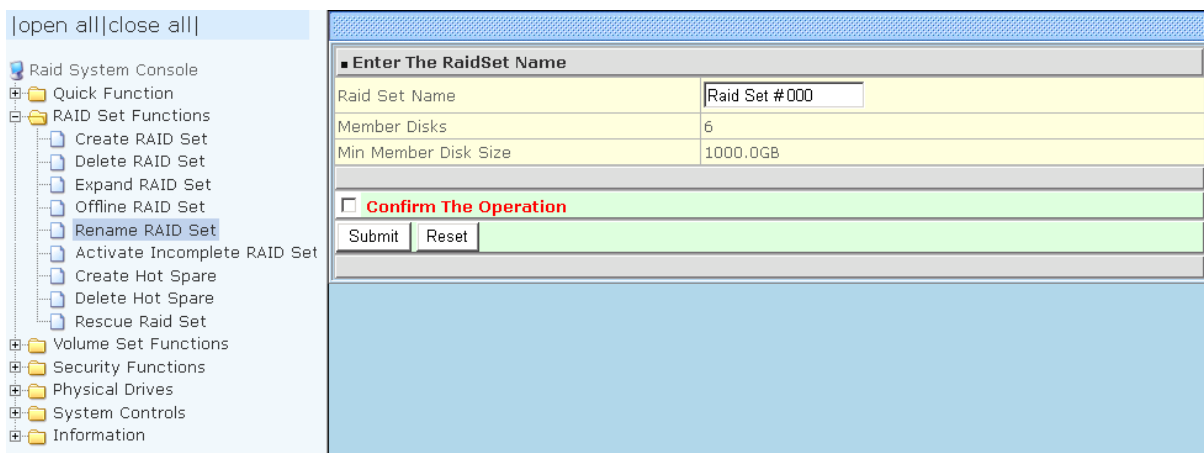 |open all|close all|
Raid System Console
Quick Function
RAID Set Functions
Create RAID Set
Delete RAID Set
Expand RAID Set
Offline RAID Set
Rename RAID Set
Activate Incomplete RAID Set
Create Hot Spare
Delete Hot Spare
Rescue Raid Set
Volume Set Functions
Security Functions
Physical Drives
System Controls
Information
Enter The RaidSet Name
Raid Set Name Raid Set #000
Member Disks 6
Min Member Disk Size 1000.0GB
Confirm The Operation
Submit Reset